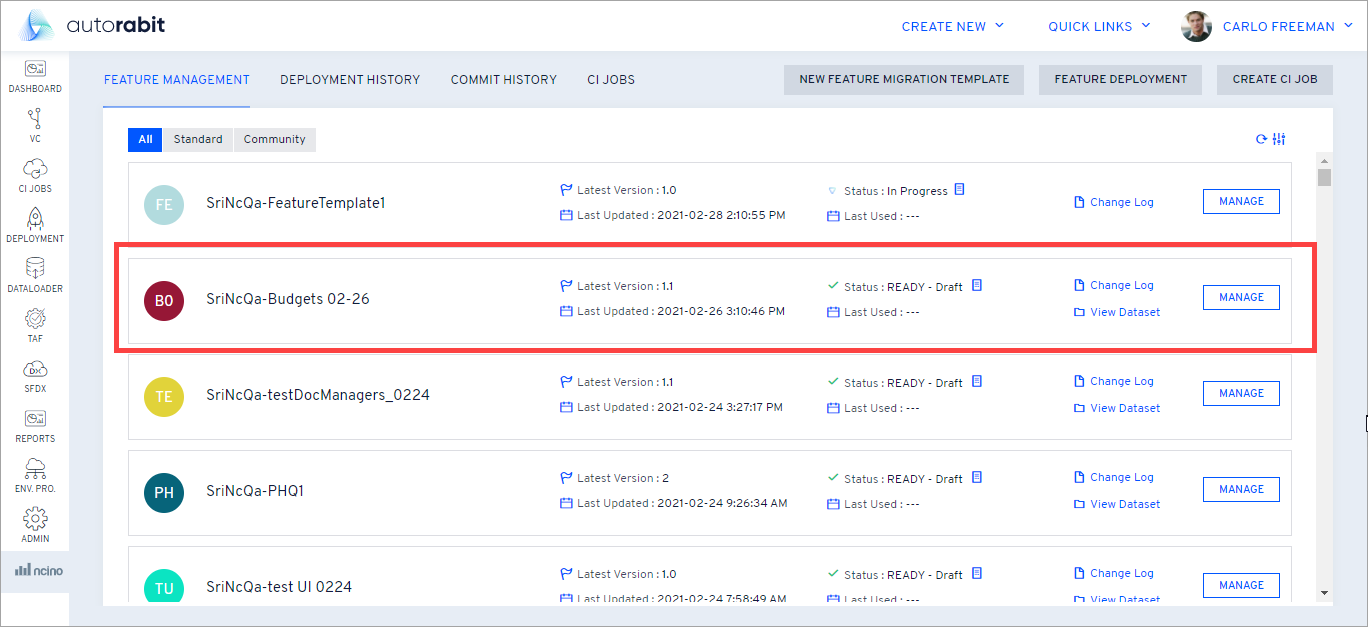 autorabit
CREATE NEW
QUICK LINKS
CARLO FREEMAN
DASHBOARD
VC
CI JOBS
DEPLOYMENT
DATALOADER
TAF
SFDX
REPORTS
ENV. PRO.
ADMIN
ncino
FEATURE MANAGEMENT
DEPLOYMENT HISTORY
COMMIT HISTORY
CI JOBS
NEW FEATURE MIGRATION TEMPLATE
FEATURE DEPLOYMENT
CREATE CI JOB
All
Standard
Community
FE
SriNcQa-FeatureTemplate1
Latest Version : 1.0
Last Updated : 2021-02-28 2:10:55 PM
Status : In Progress
Last Used : ---
Change Log
MANAGE
B0
SriNcQa-Budgets 02-26
Latest Version : 1.1
Last Updated : 2021-02-26 3:10:46 PM
Status : READY - Draft
Last Used : ---
Change Log
View Dataset
MANAGE
TE
SriNcQa-testDocManagers_0224
Latest Version : 1.1
Last Updated : 2021-02-24 3:27:17 PM
Status : READY - Draft
Last Used : ---
Change Log
View Dataset
MANAGE
PH
SriNcQa-PHQ1
Latest Version : 2
Last Updated : 2021-02-24 9:26:34 AM
Status : READY - Draft
Last Used : ---
Change Log
View Dataset
MANAGE
TU
SriNcQa-test UI 0224
Latest Version : 1.0
Last Updated : 2021-02-24 7:58:49 AM
Status : READY - Draft
Last Used : ---
Change Log
View Dataset
MANAGE